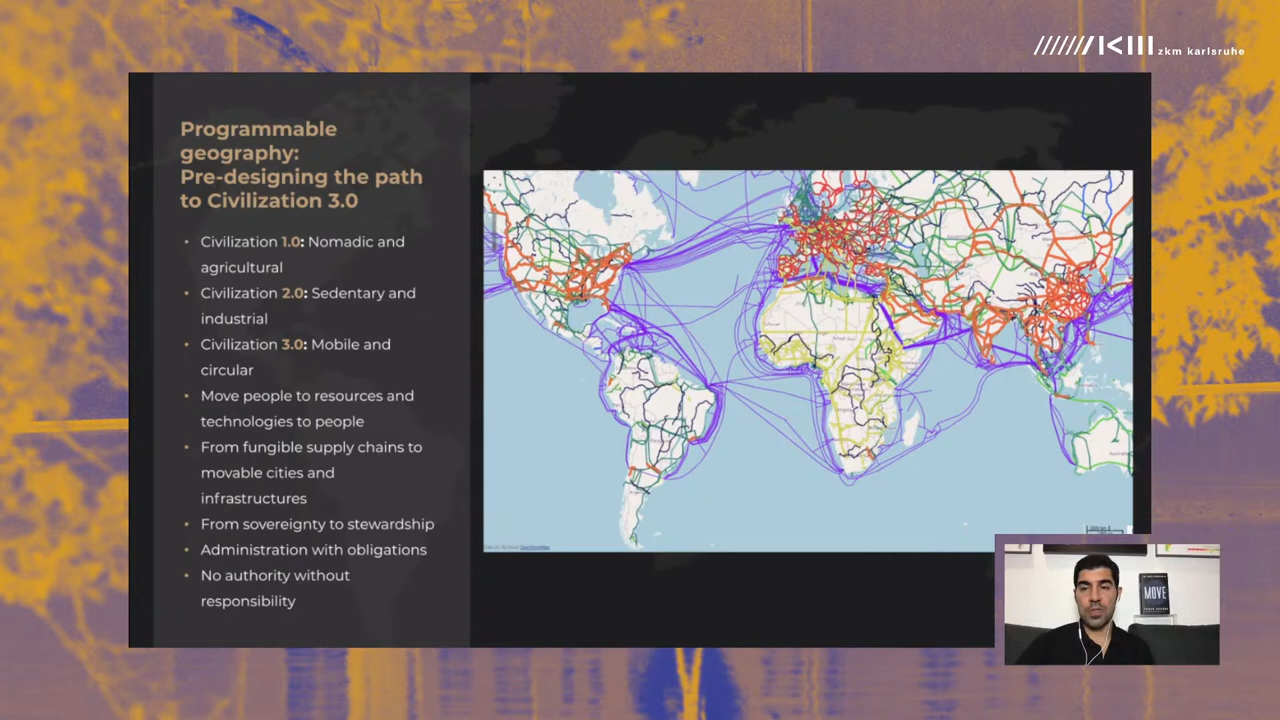 zkm karlsruhe
Programmable
geography:
Pre-designing the path
to Civilization 3.0
• Civilization 1.0: Nomadic and
agricultural
• Civilization 2.0: Sedentary and
industrial
• Civilization 3.0: Mobile and
circular
• Move people to resources and
technologies to people
• From fungible supply chains to
movable cities and
infrastructures
• From sovereignty to stewardship
• Administration with obligations
• No authority without
responsibility
MOVE